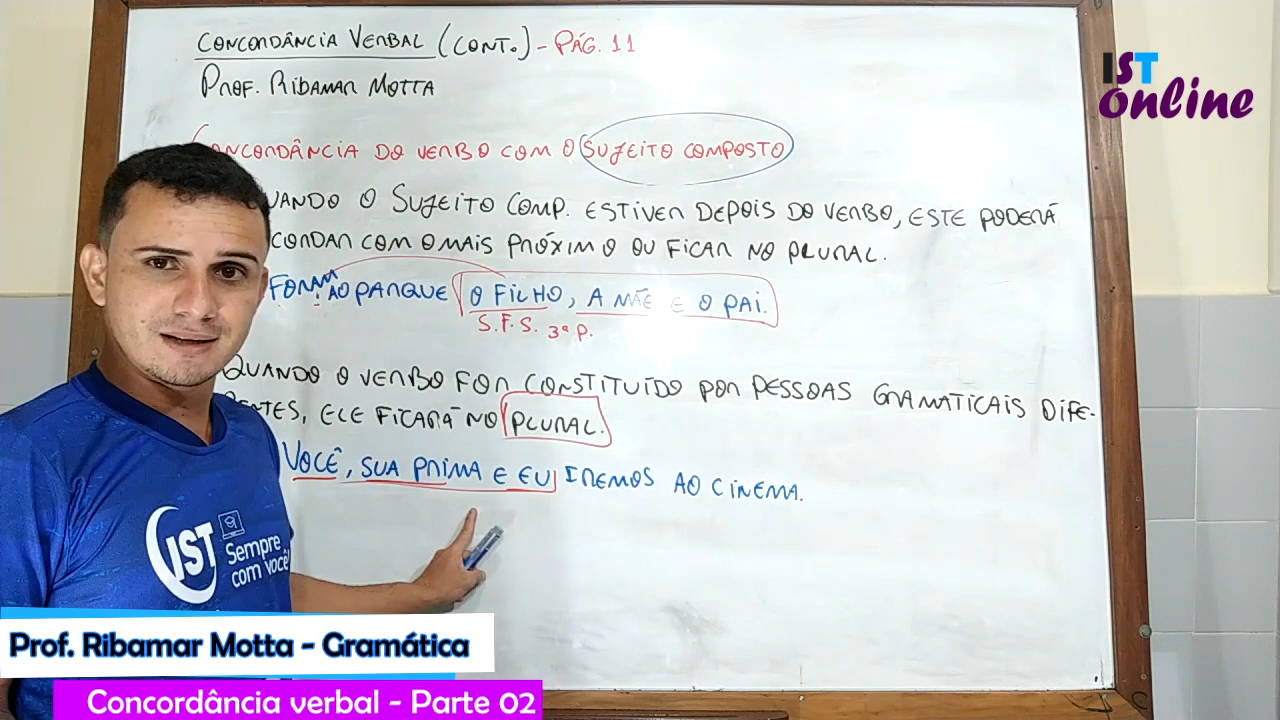 CONCORDÂNCIA VERBAL (CONT.) - PÁG. 11
PROF. RIBAMAR MOTTA
IST
online
CONCORDÂNCIA DO VERBO COM O SUJEITO COMPOSTO
UANDO O SUJEITO COMP. ESTIVER DEPOIS DO VERBO, ESTE PODERÁ
CORDAR COM O MAIS PRÓXIMO OU FICAR NO PLURAL.
FORAM AO PARQUE O FILHO, A MÃE E O PAI.
S.F.S. 3ª P.
QUANDO O VERBO FOR CONSTITUÍDO POR PESSOAS GRAMATICAIS DIFE-
RENTES, ELE FICARÁ NO PLURAL.
VOCÊ, SUA PRIMA E EU IREMOS AO CINEMA.
IST
Sempre
com você!
Prof. Ribamar Motta - Gramática
Concordância verbal - Parte 02